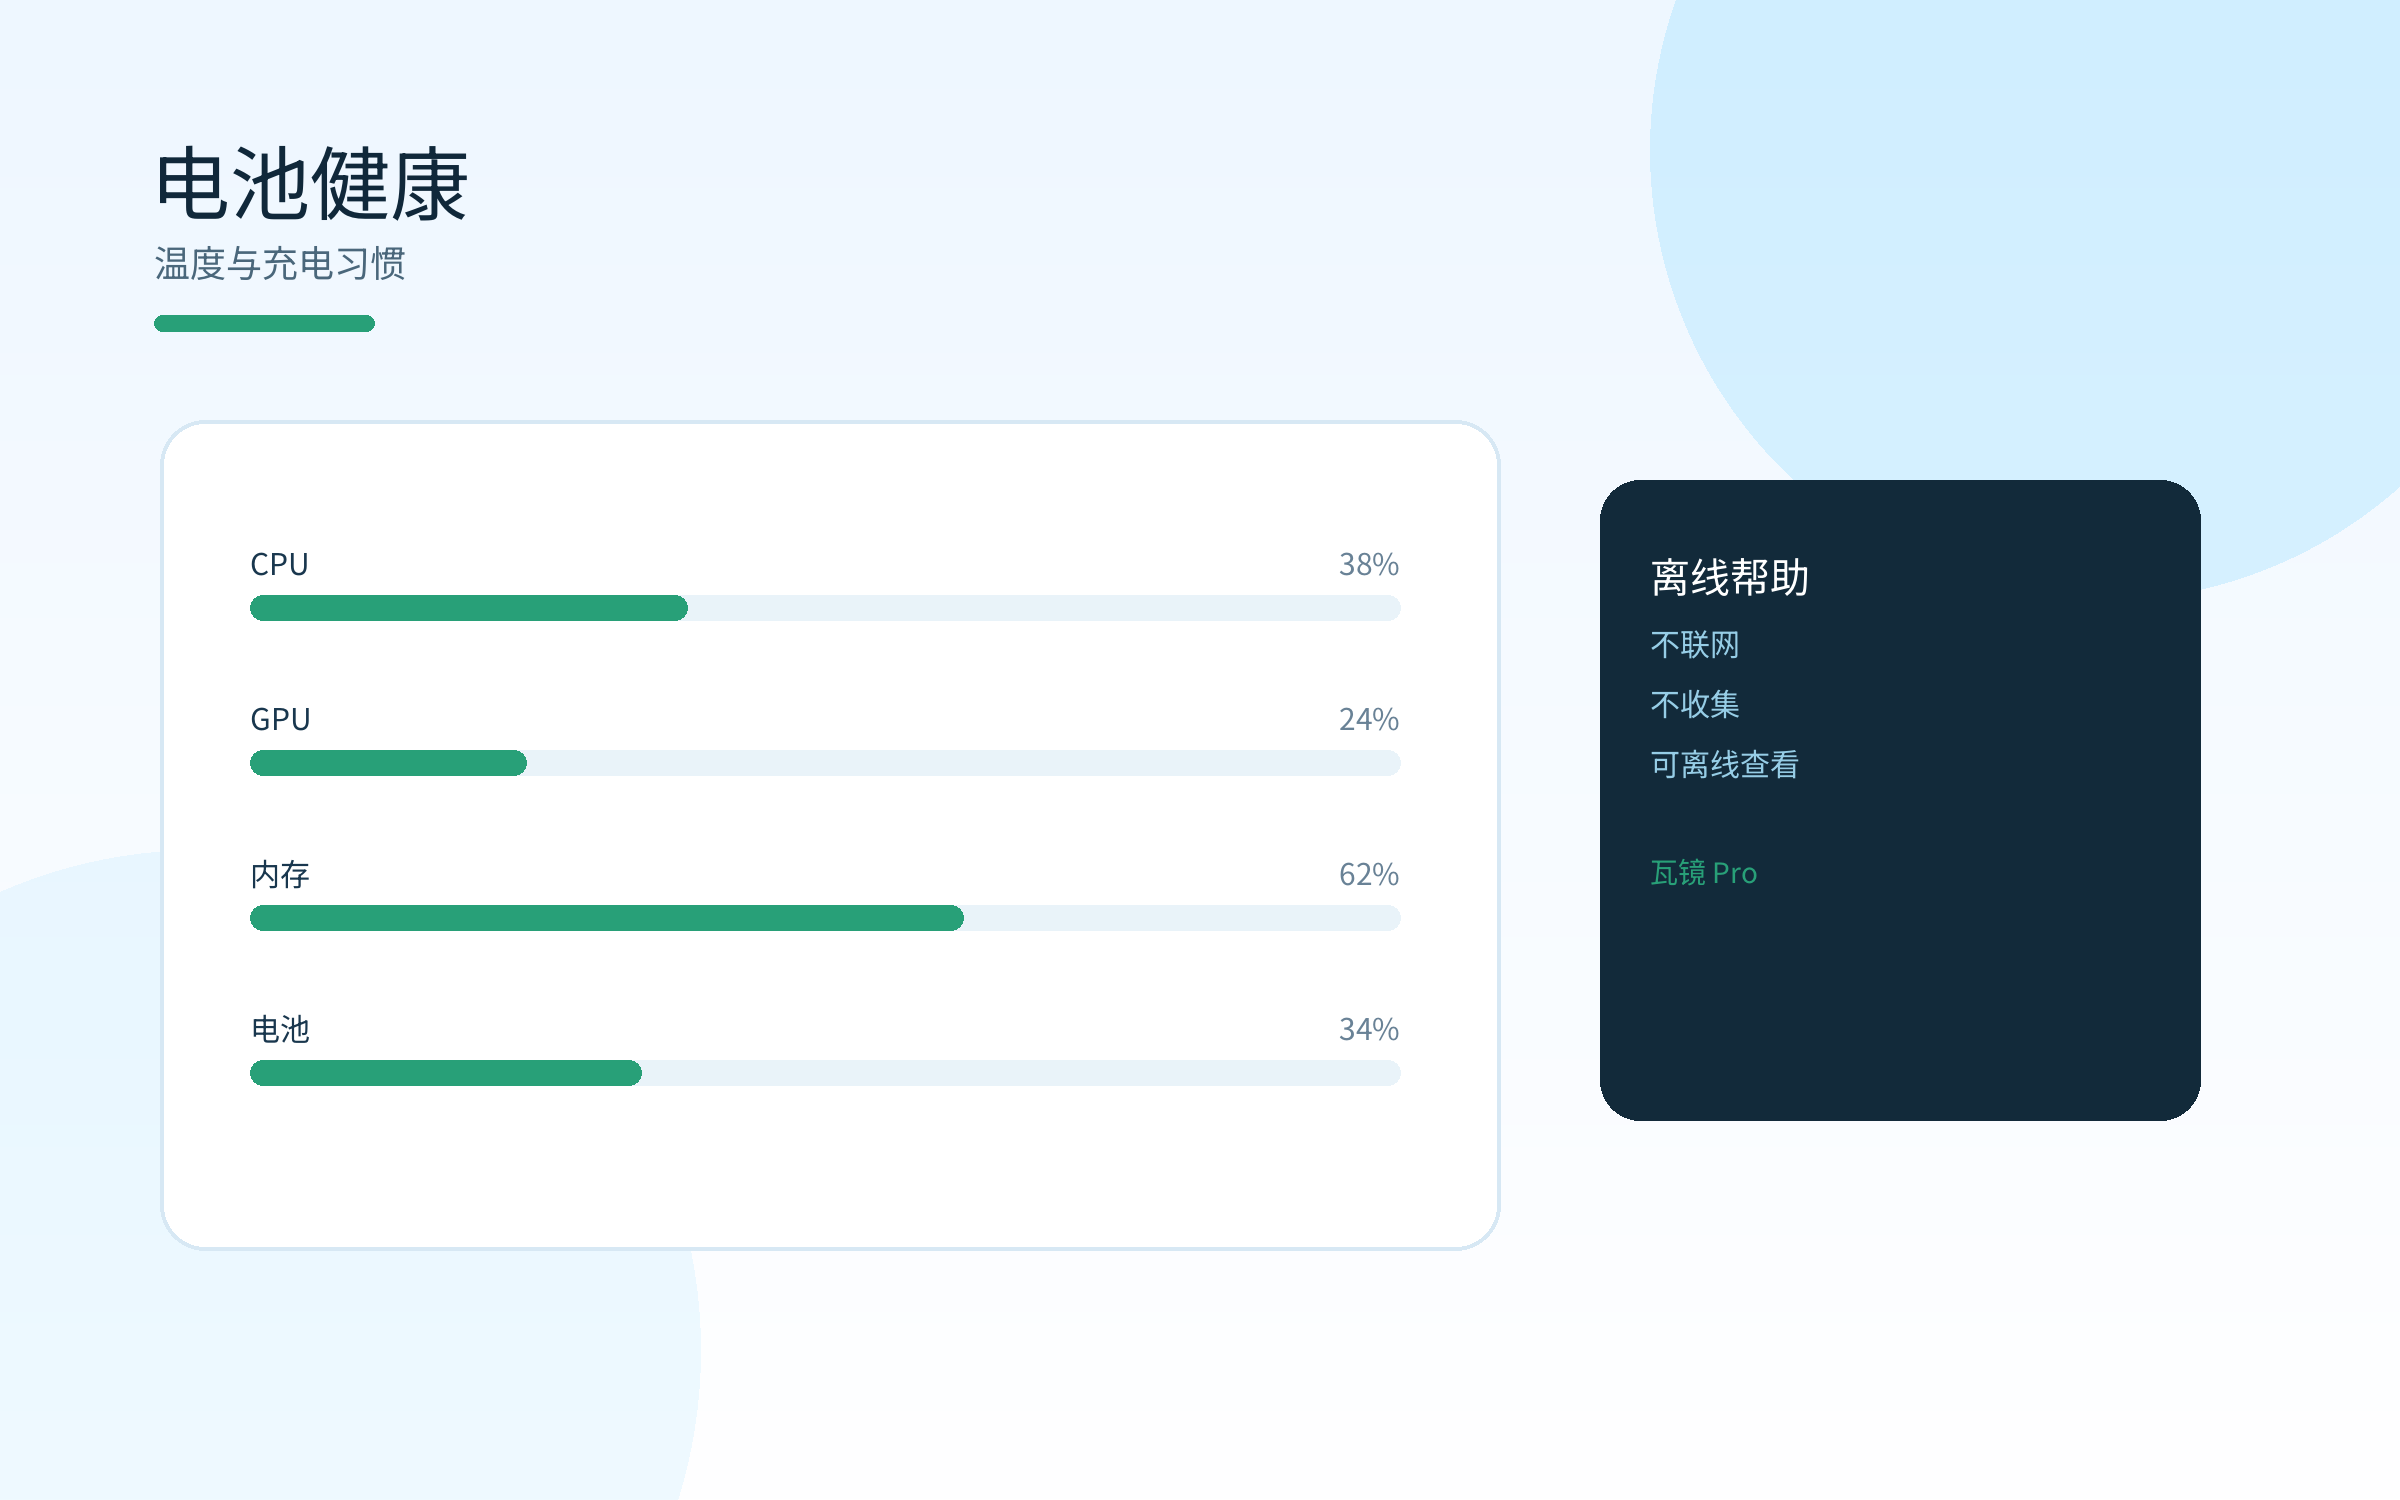 电池健康
温度与充电习惯
CPU 38%
GPU 24%
内存 62%
电池 34%
离线帮助
不联网
不收集
可离线查看
瓦镜 Pro